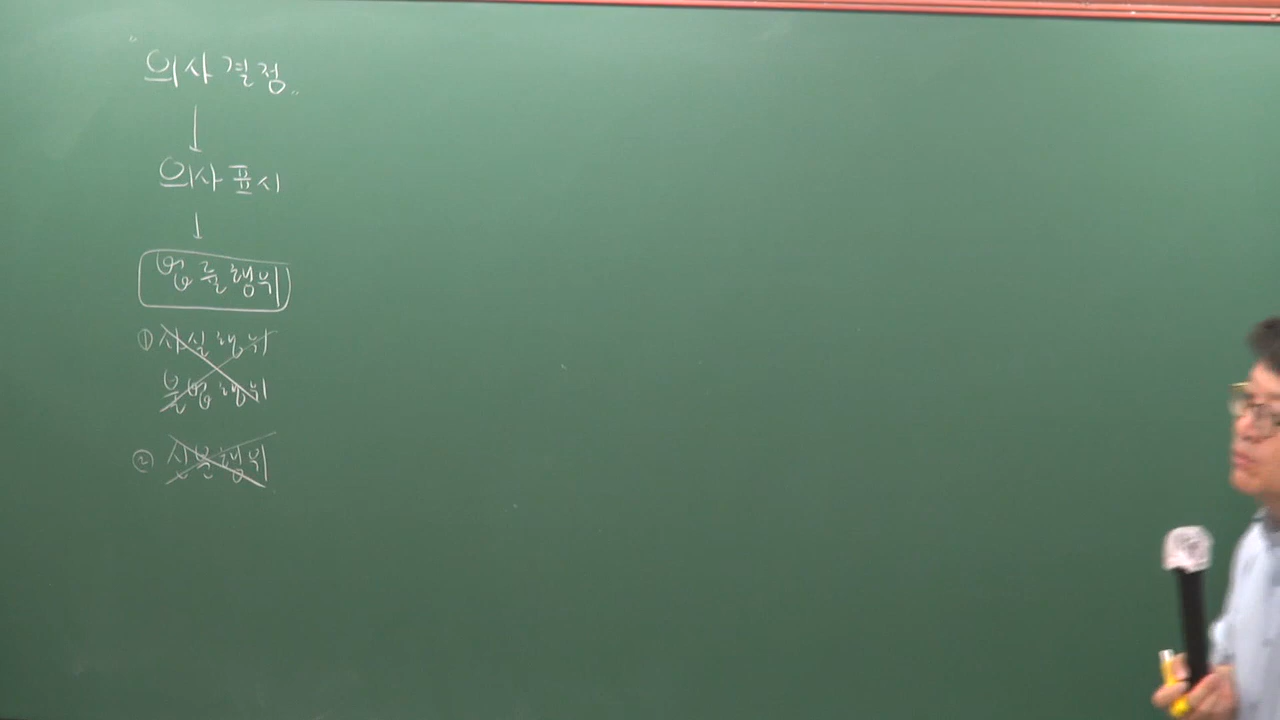 "의사결정"
↓
의사표시
↓
법률행위
① 사실행위
불법행위
② 신분행위